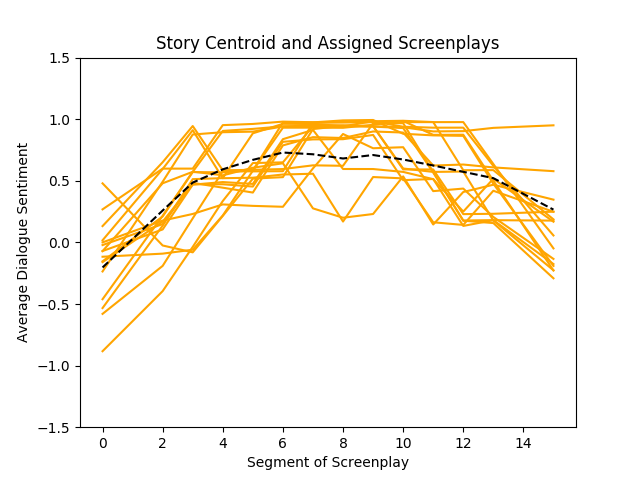 Story Centroid and Assigned Screenplays
1.5
1.0
0.5
0.0
−0.5
−1.0
−1.5
Average Dialogue Sentiment
0 2 4 6 8 10 12 14
Segment of Screenplay